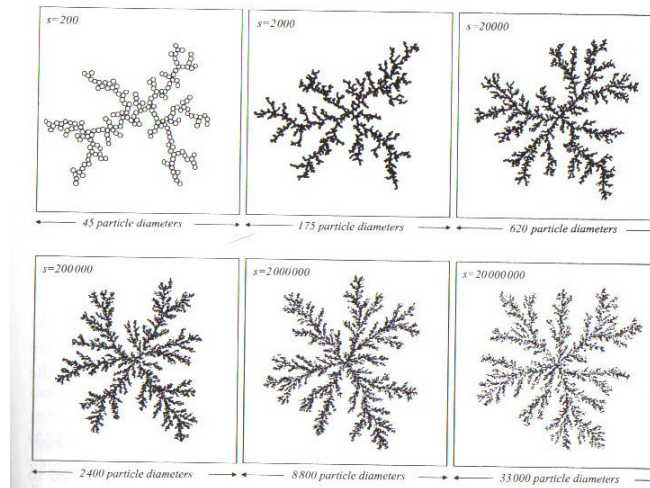 s=200
s=2000
s=20000
45 particle diameters
175 particle diameters
620 particle diameters
s=200000
s=2000000
s=20000000
2400 particle diameters
8800 particle diameters
33000 particle diameters